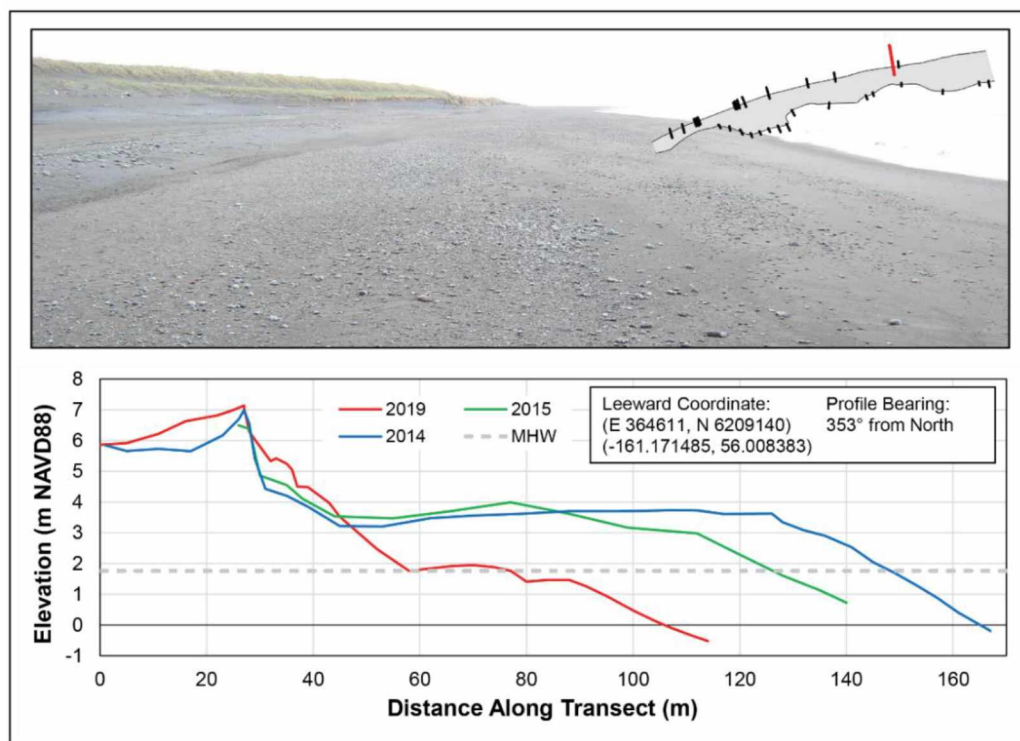 8
7
6
5
4
3
2
1
0
-1
Elevation (m NAVD88)
2019
2015
2014
MHW
Leeward Coordinate:
(E 364611, N 6209140)
(-161.171485, 56.008383)
Profile Bearing:
353° from North
0 20 40 60 80 100 120 140 160
Distance Along Transect (m)